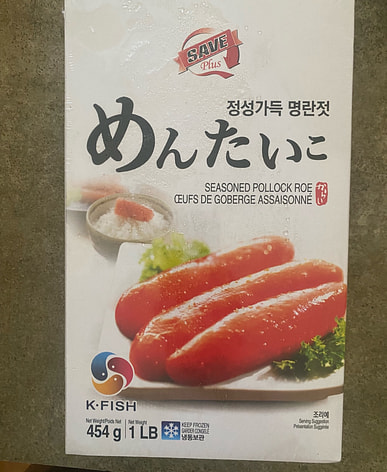 SAVE
Plus
정성가득 명란젓
めんたいこ
SEASONED POLLOCK ROE
ŒUFS DE GOBERGE ASSAISONNÉ
K·FISH
Net Weight/Poids Net
454 g
Net Weight
1 LB
KEEP FROZEN
GARDER CONGELÉ
냉동보관
조리예
Serving Suggestion
Présentation Suggérée